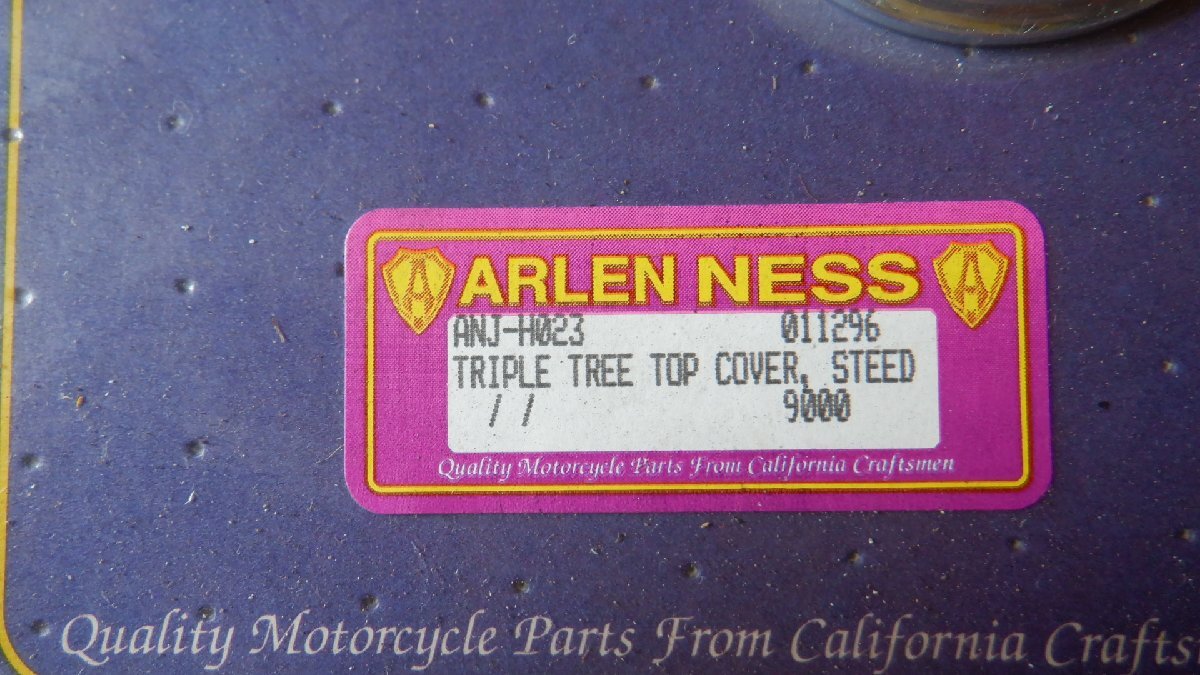 ARLEN NESS
ANJ-H023 011296
TRIPLE TREE TOP COVER, STEED
/ / 9000
Quality Motorcycle Parts From California Craftsmen
Quality Motorcycle Parts From California Crafts